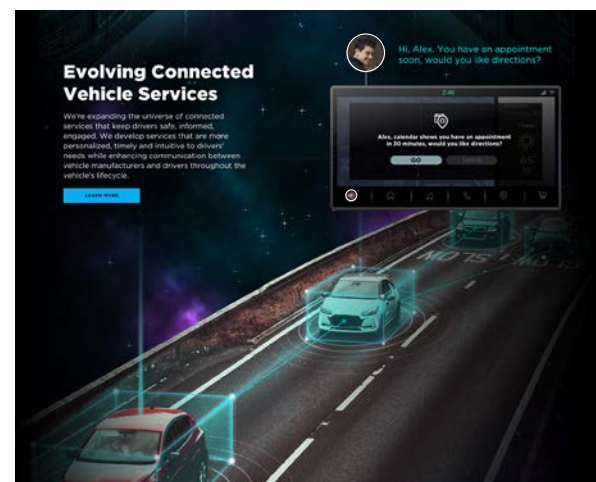 Hi, Alex. You have an appointment
soon, would you like directions?
Evolving Connected
Vehicle Services
We're expanding the universe of connected
services that keep drivers safe, informed,
engaged. We develop services that are more
personalized, timely and intuitive to drivers'
needs while enhancing communication between
vehicle manufacturers and drivers throughout the
vehicle's lifecycle.
LEARN MORE
2:46
Alex, calendar shows you have an appointment
in 30 minutes, would you like directions?
GO
SLOW
SLOW